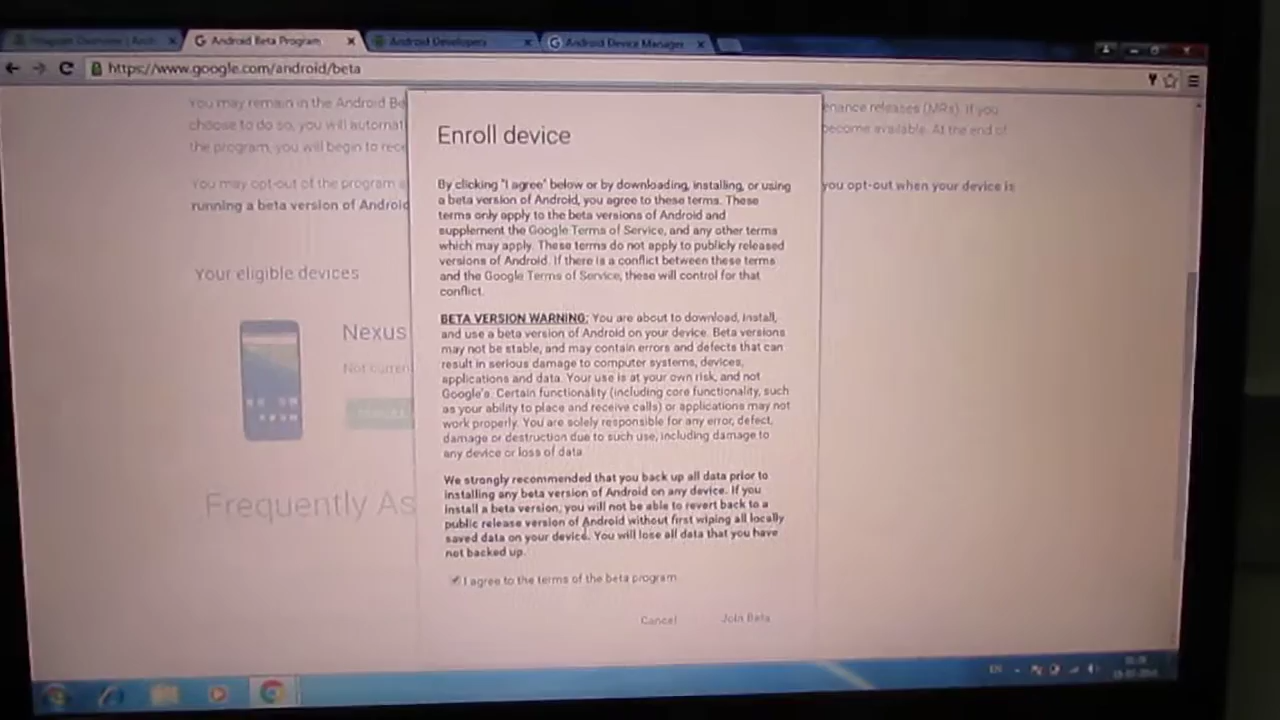 Android Beta Program
Android Developers
Android Device Manager
https://www.google.com/android/beta
You may remain in the Android Be
enance releases (MRs). If you
choose to do so, you will automat
become available. At the end of
the program, you will begin to rece
You may opt-out of the program
you opt-out when your device is
running a beta version of Android
Your eligible devices
Nexus
Not curren
Frequently As
Enroll device
By clicking "I agree" below or by downloading, installing, or using
a beta version of Android, you agree to these terms. These
terms only apply to the beta versions of Android and
supplement the Google Terms of Service, and any other terms
which may apply. These terms do not apply to publicly released
versions of Android. If there is a conflict between these terms
and the Google Terms of Service, these will control for that
conflict.
BETA VERSION WARNING: You are about to download, install,
and use a beta version of Android on your device. Beta versions
may not be stable, and may contain errors and defects that can
result in serious damage to computer systems, devices,
applications and data. Your use is at your own risk, and not
Google's. Certain functionality (including core functionality, such
as your ability to place and receive calls) or applications may not
work properly. You are solely responsible for any error, defect,
damage or destruction due to such use, including damage to
any device or loss of data
We strongly recommended that you back up all data prior to
installing any beta version of Android on any device. If you
install a beta version, you will not be able to revert back to a
public release version of Android without first wiping all locally
saved data on your device. You will lose all data that you have
not backed up.
I agree to the terms of the beta program
Cancel
Join Beta
EN